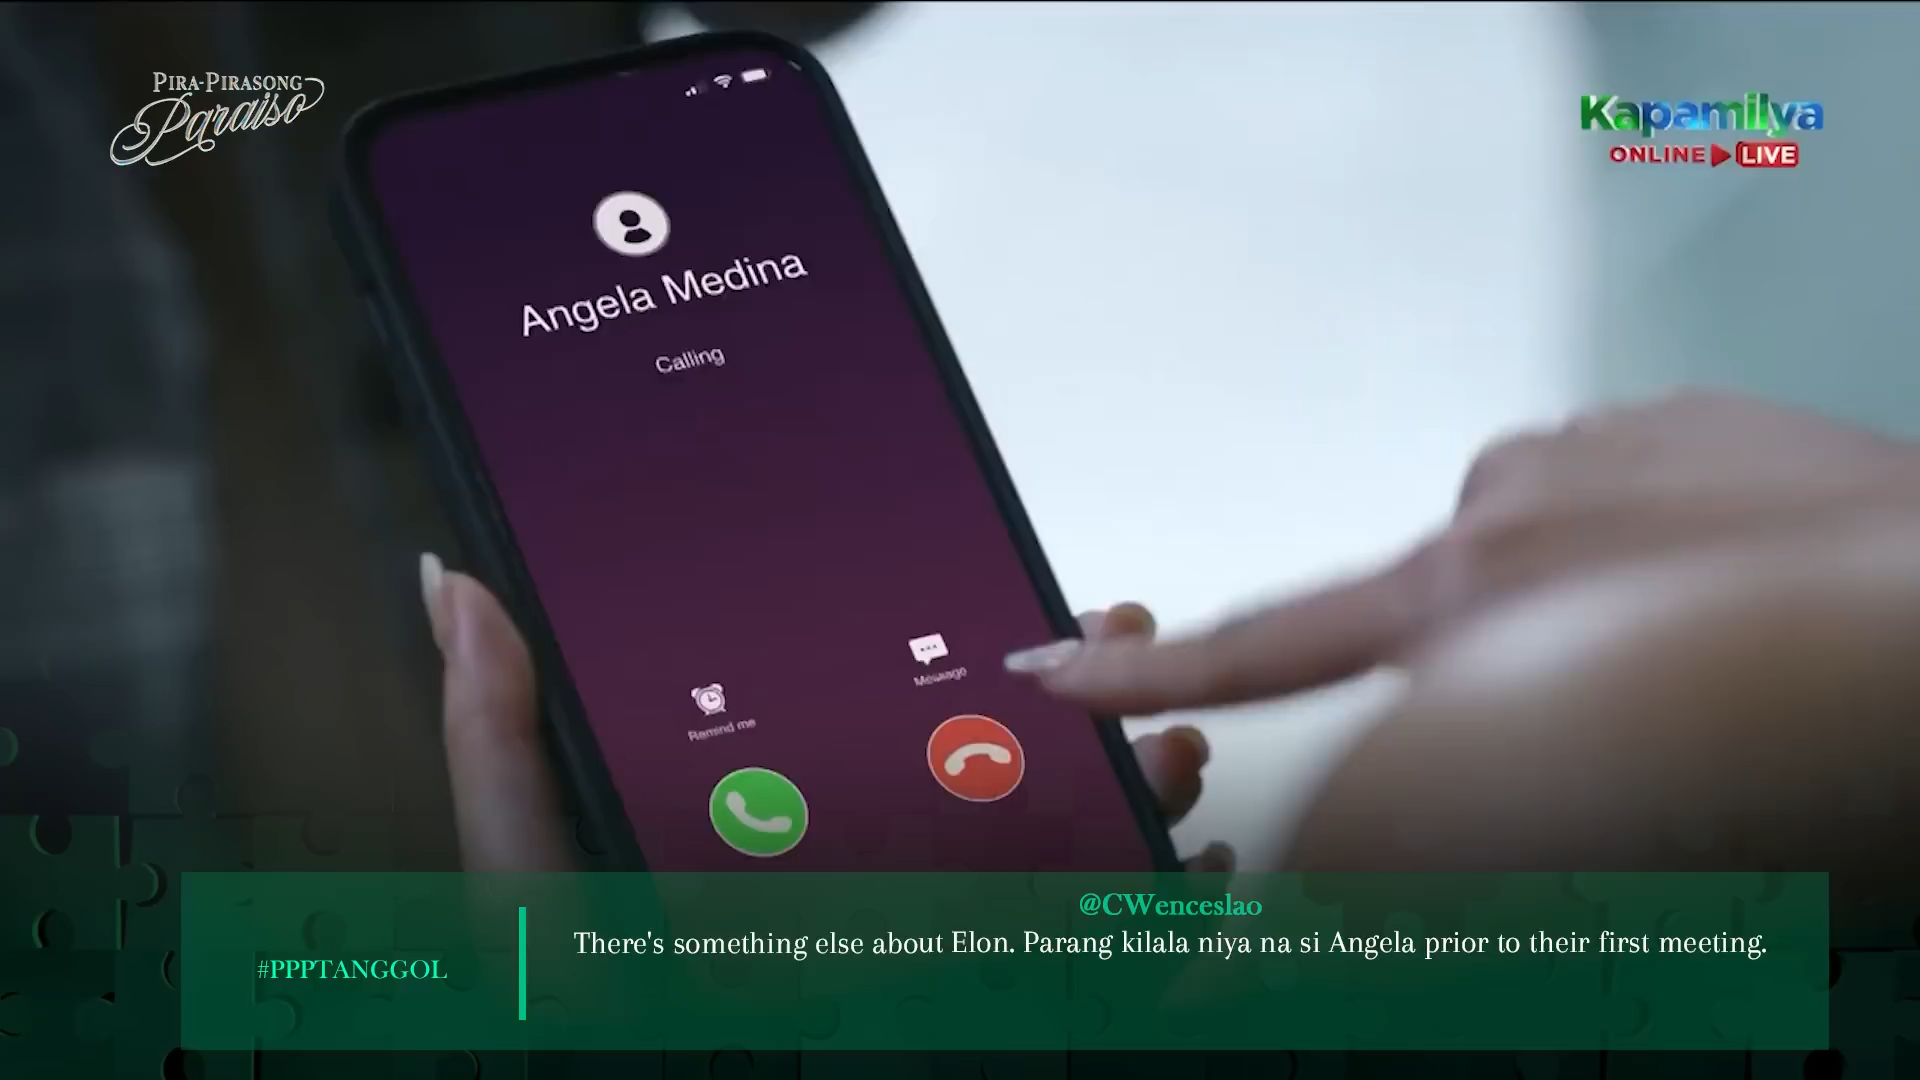 PIRA-PIRASONG
Paraiso
Kapamilya
ONLINE LIVE
Angela Medina
Calling
Message
Remind me
@CWenceslao
There's something else about Elon. Parang kilala niya na si Angela prior to their first meeting.
#PPPTANGGOL